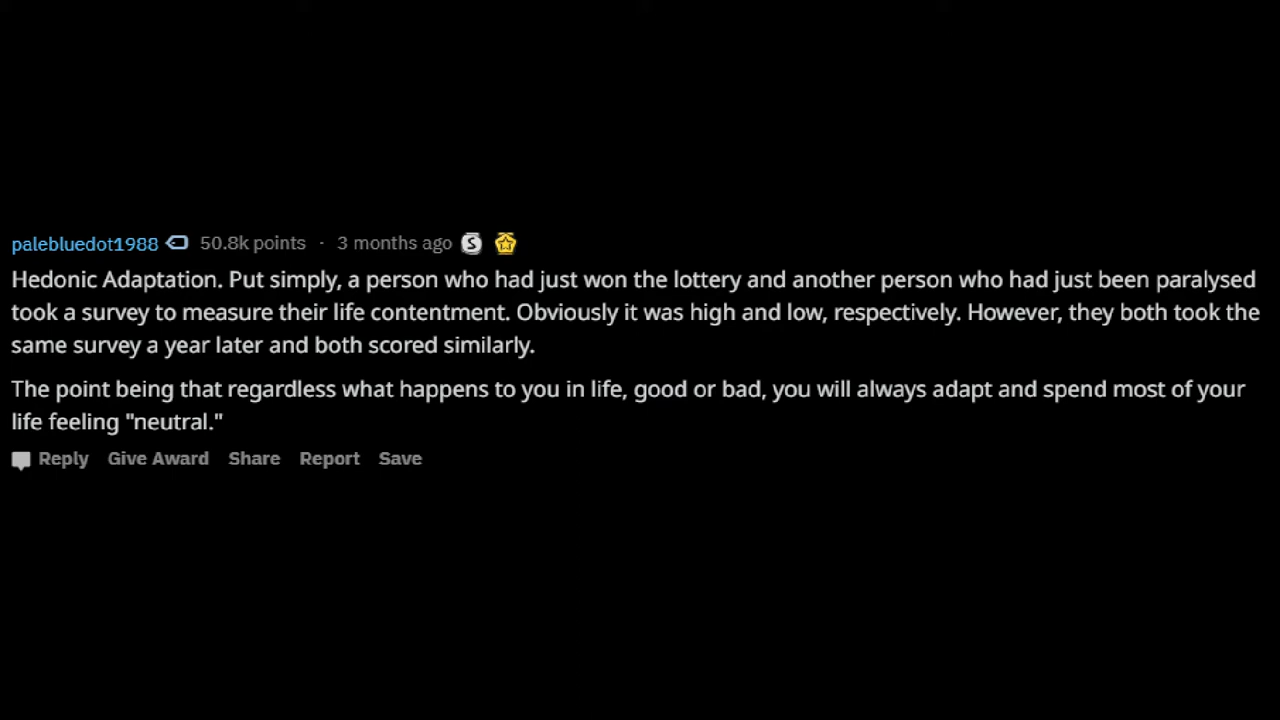 palebluedot1988 50.8k points · 3 months ago S
Hedonic Adaptation. Put simply, a person who had just won the lottery and another person who had just been paralysed
took a survey to measure their life contentment. Obviously it was high and low, respectively. However, they both took the
same survey a year later and both scored similarly.
The point being that regardless what happens to you in life, good or bad, you will always adapt and spend most of your
life feeling "neutral."
Reply Give Award Share Report Save